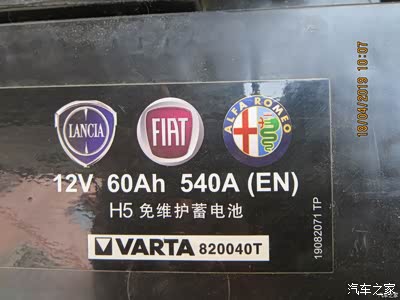 LANCIA
FIAT
ALFA ROMEO
12V 60Ah 540A (EN)
H5 免维护蓄电池
VARTA 820040T
19082071 TP
18/04/2019 10:07
汽车之家